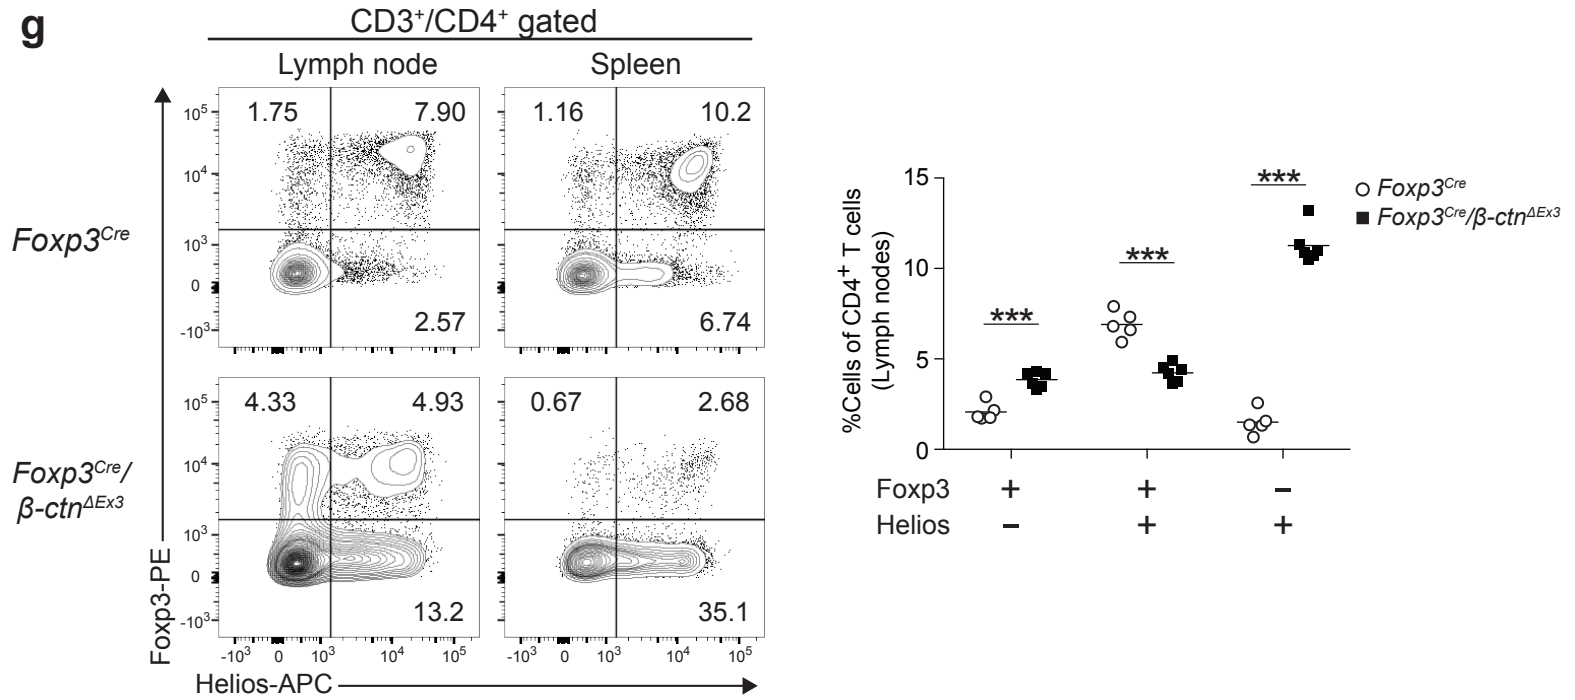 g
CD3⁺/CD4⁺ gated
Lymph node
Spleen
Foxp3^Cre
Foxp3^Cre/
β-ctn^ΔEx3
Foxp3-PE
10⁵
10⁴
10³
0
-10³
1.75
7.90
2.57
1.16
10.2
6.74
10⁵
10⁴
10³
0
-10³
4.33
4.93
13.2
0.67
2.68
35.1
-10³ 0 10³ 10⁴ 10⁵
-10³ 0 10³ 10⁴ 10⁵
Helios-APC
%Cells of CD4⁺ T cells
(Lymph nodes)
15
10
5
0
***
***
***
Foxp3^Cre
Foxp3^Cre/β-ctn^ΔEx3
Foxp3 + + −
Helios − + +